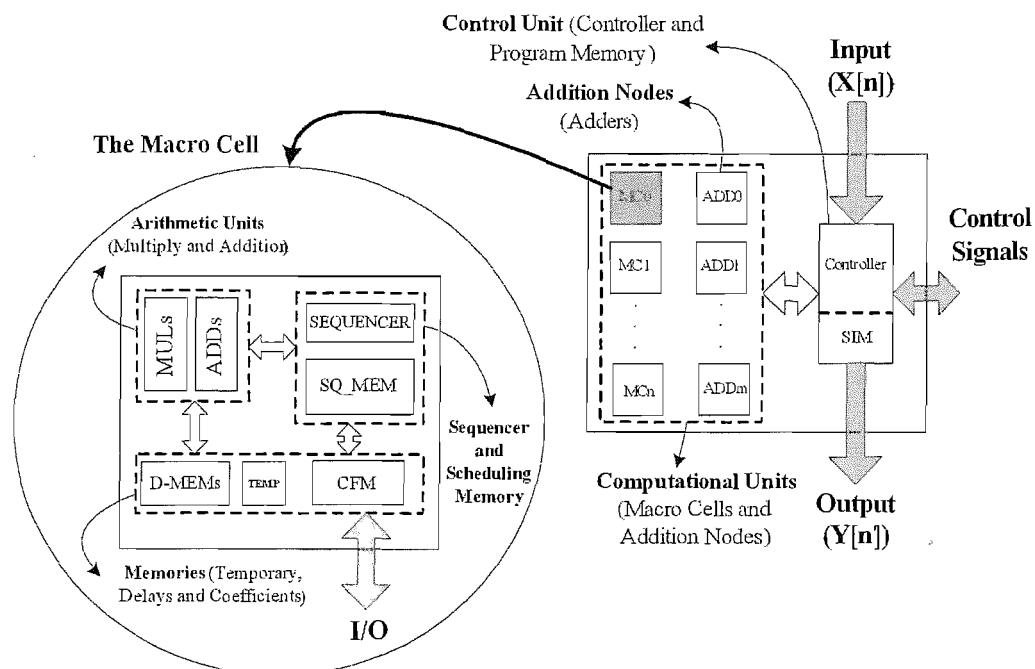 Control Unit (Controller and
Program Memory)
Input
(X[n])
Addition Nodes
(Adders)
The Macro Cell
MC0
ADD0
Arithmetic Units
(Multiply and Addition)
Control
Signals
MC1
ADD1
Controller
MULs
ADDs
SEQUENCER
SQ_MEM
SIM
MCn
ADDm
Sequencer
and
Scheduling
Memory
D-MEMs
TEMP
CFM
Computational Units
(Macro Cells and
Addition Nodes)
Output
(Y[n])
Memories (Temporary,
Delays and Coefficients)
I/O